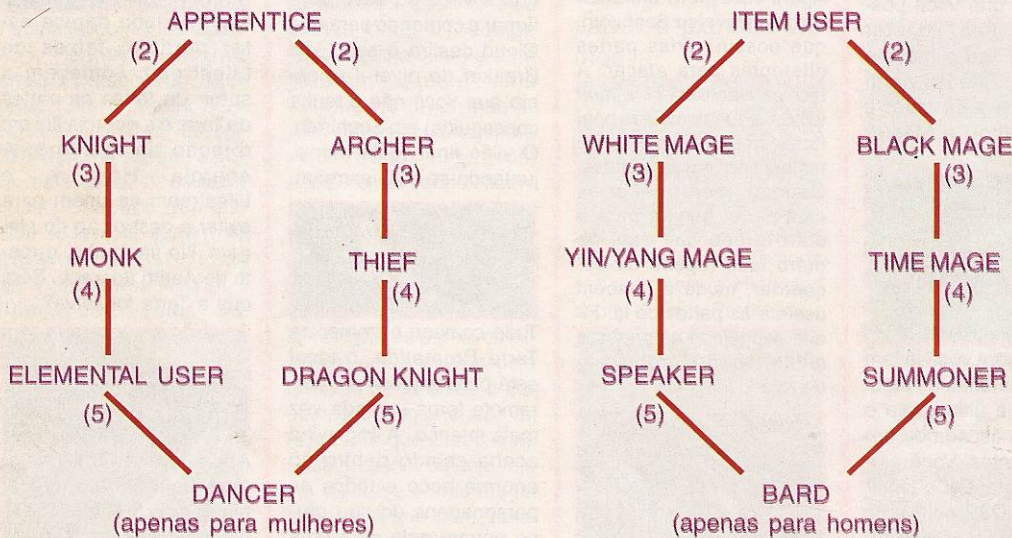 APPRENTICE
(2) (2)
KNIGHT ARCHER
(3) (3)
MONK THIEF
(4) (4)
ELEMENTAL USER DRAGON KNIGHT
(5) (5)
DANCER
(apenas para mulheres)
ITEM USER
(2) (2)
WHITE MAGE BLACK MAGE
(3) (3)
YIN/YANG MAGE TIME MAGE
(4) (4)
SPEAKER SUMMONER
(5) (5)
BARD
(apenas para homens)